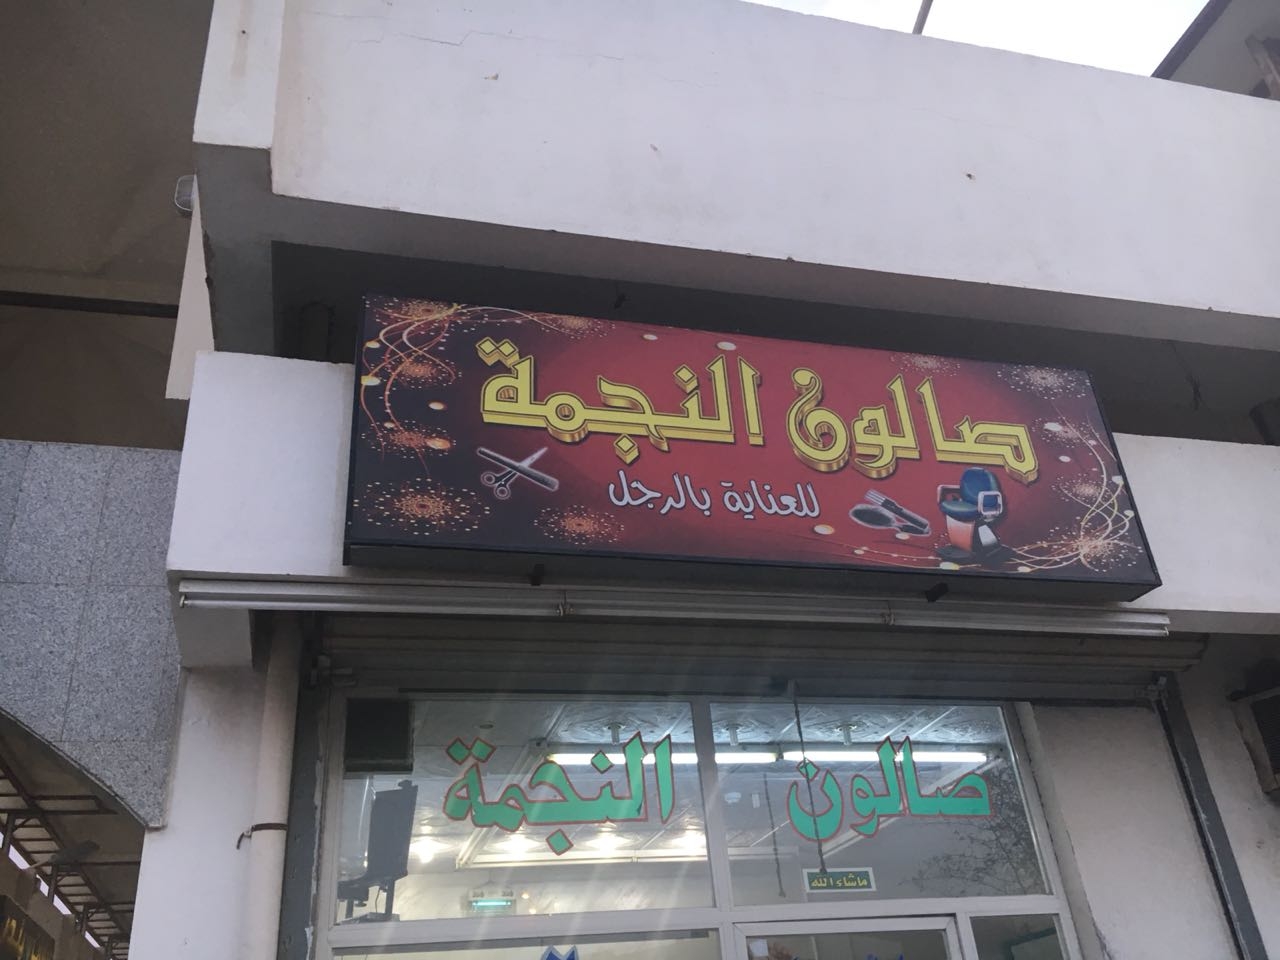 صالون النجمة
للعناية بالرجل
صالون النجمة
ماشاء الله